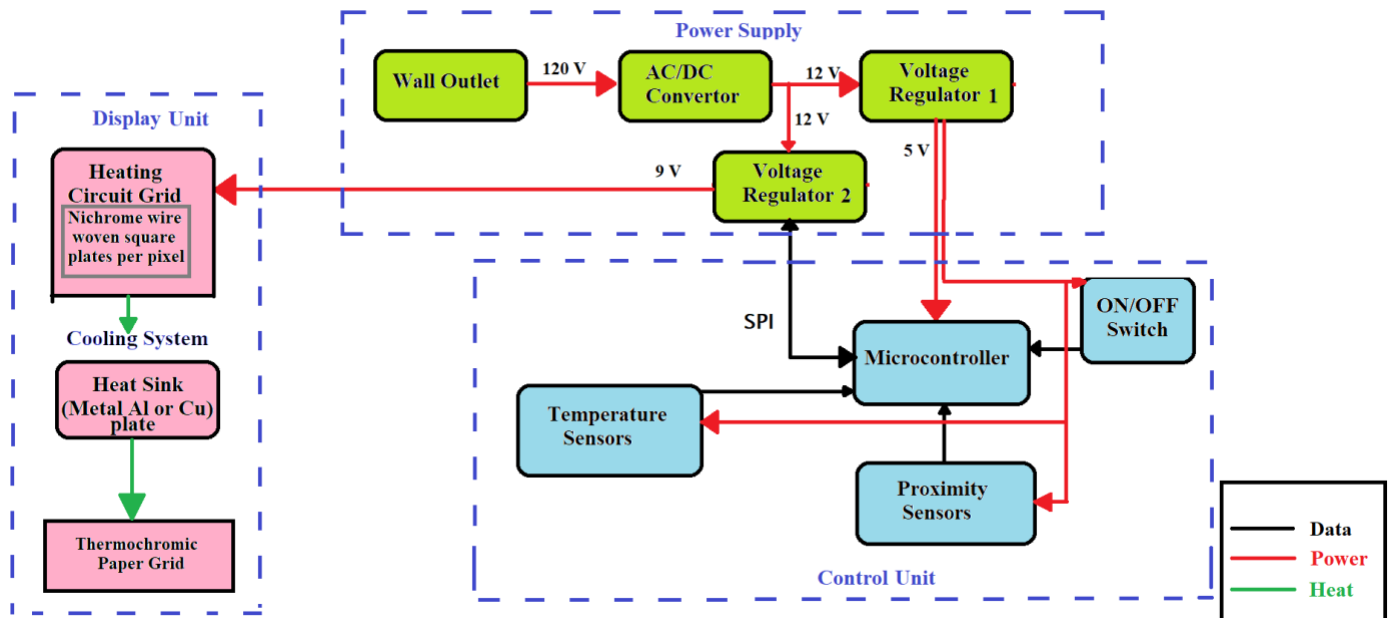 Power Supply
Wall Outlet
120 V
AC/DC
Convertor
12 V
Voltage
Regulator 1
12 V
5 V
Voltage
Regulator 2
9 V
Display Unit
Heating
Circuit Grid
Nichrome wire
woven square
plates per pixel
Cooling System
Heat Sink
(Metal Al or Cu)
plate
Thermochromic
Paper Grid
SPI
ON/OFF
Switch
Microcontroller
Temperature
Sensors
Proximity
Sensors
Control Unit
Data
Power
Heat